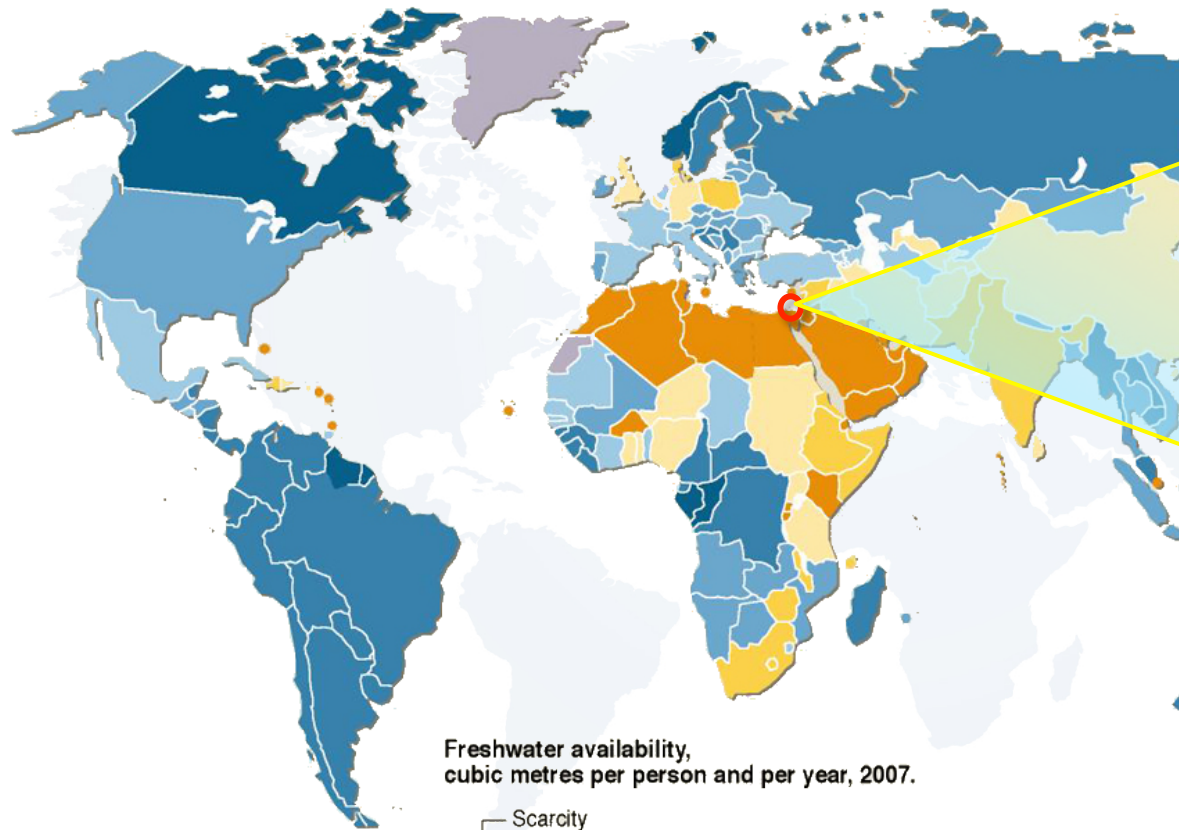 Freshwater availability,
cubic metres per person and per year, 2007.
Scarcity